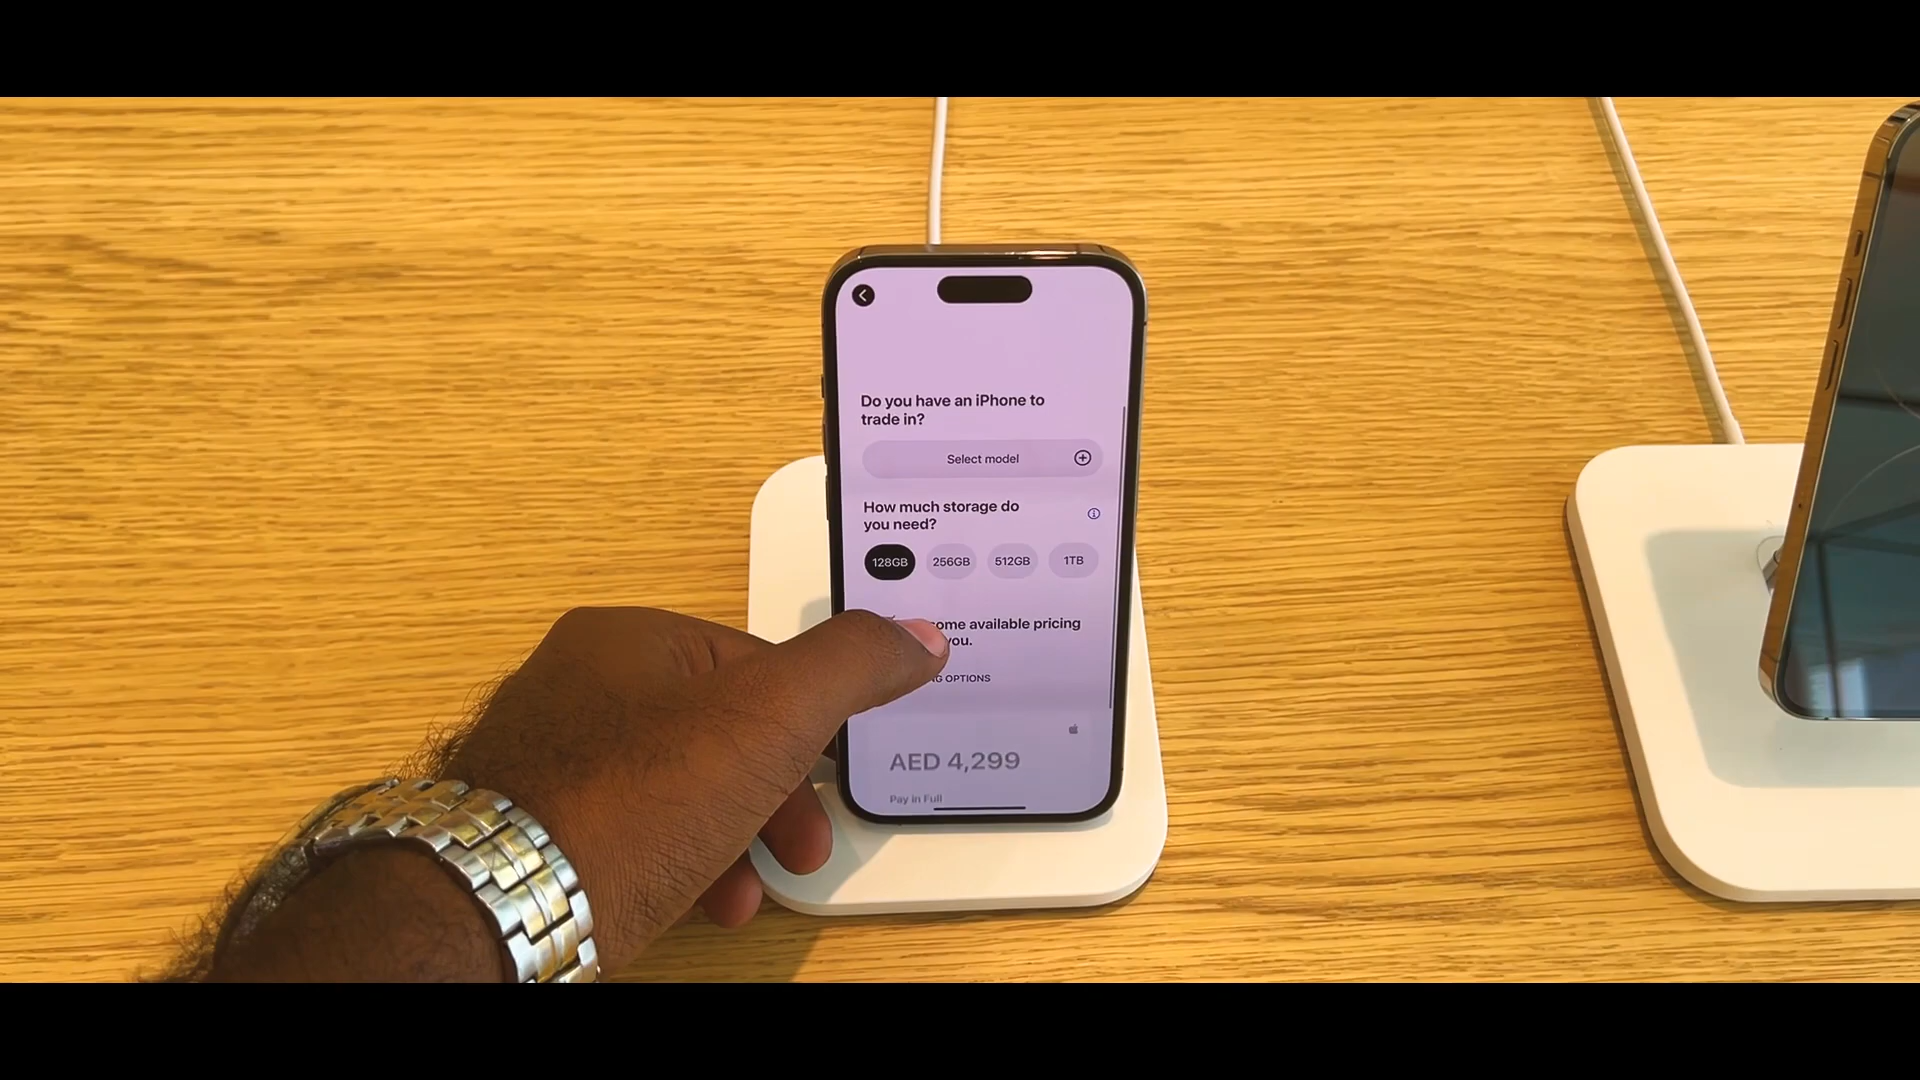 Do you have an iPhone to
trade in?
Select model
How much storage do
you need?
128GB 256GB 512GB 1TB
available pricing
you.
OPTIONS
AED 4,299
Pay in Full